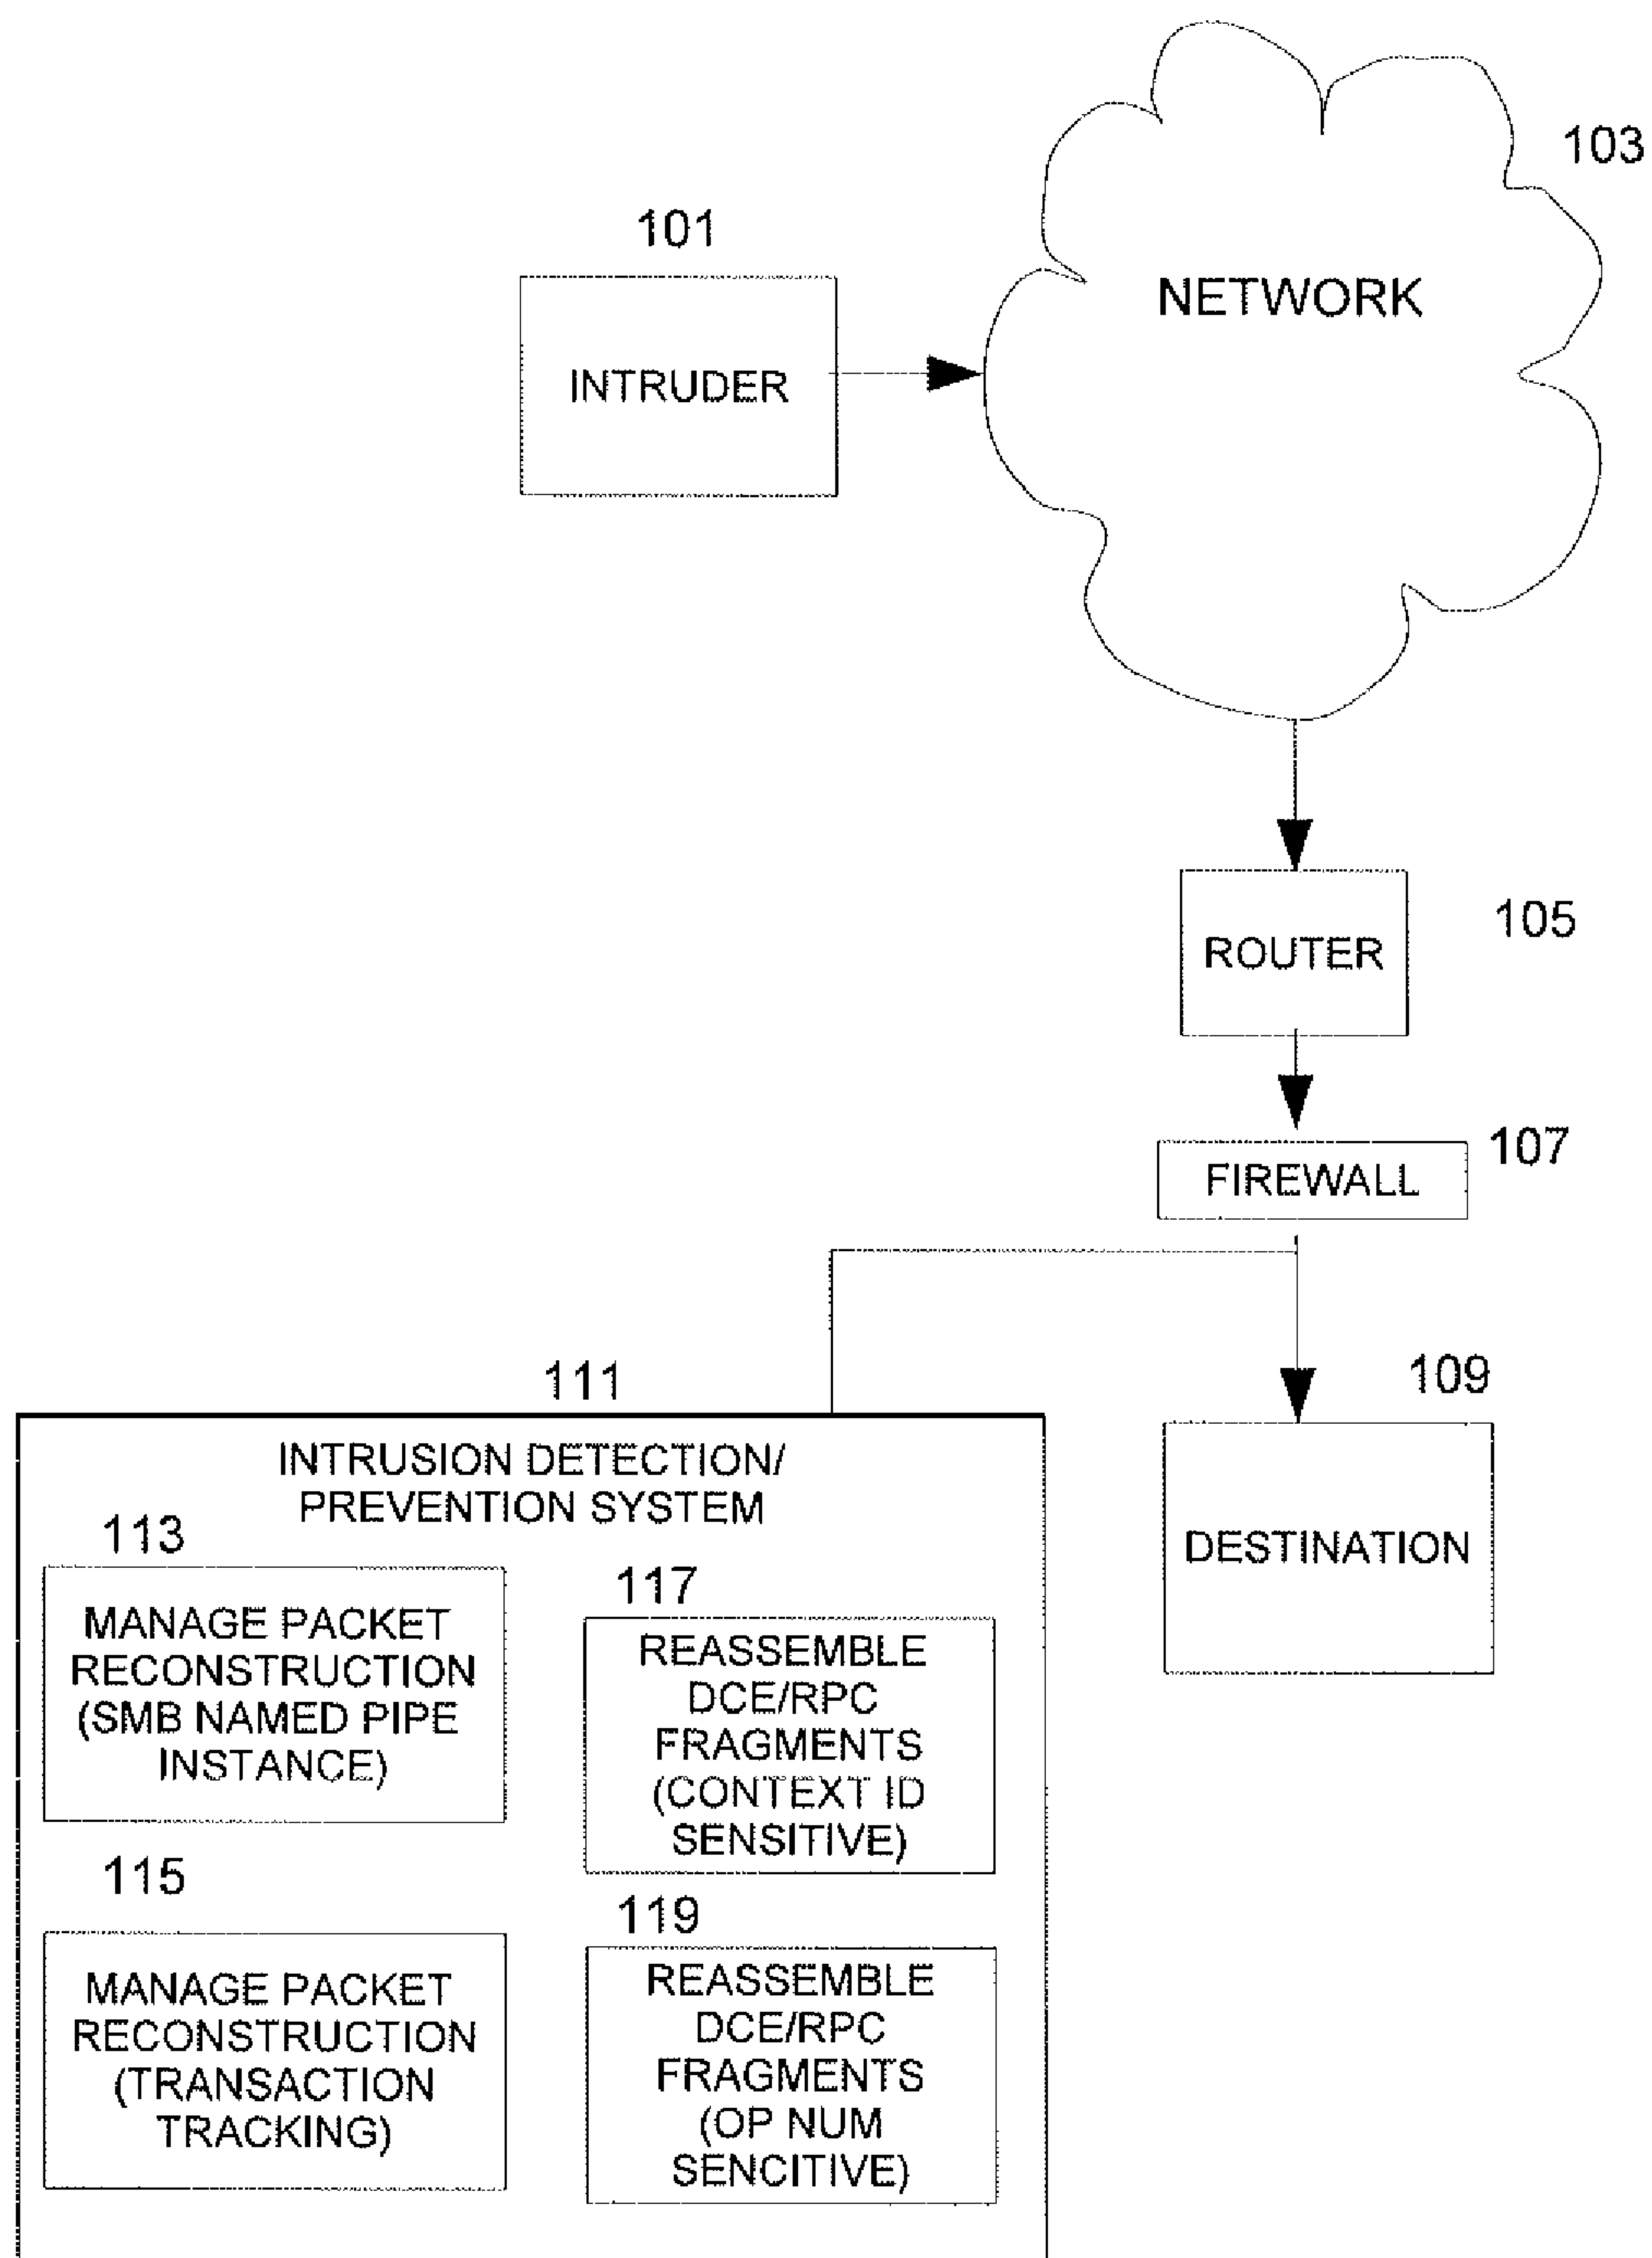 103
101
NETWORK
INTRUDER
105
ROUTER
107
FIREWALL
109
DESTINATION
111
INTRUSION DETECTION/
PREVENTION SYSTEM
113
MANAGE PACKET
RECONSTRUCTION
(SMB NAMED PIPE
INSTANCE)
117
REASSEMBLE
DCE/RPC
FRAGMENTS
(CONTEXT ID
SENSITIVE)
115
MANAGE PACKET
RECONSTRUCTION
(TRANSACTION
TRACKING)
119
REASSEMBLE
DCE/RPC
FRAGMENTS
(OP NUM
SENCITIVE)